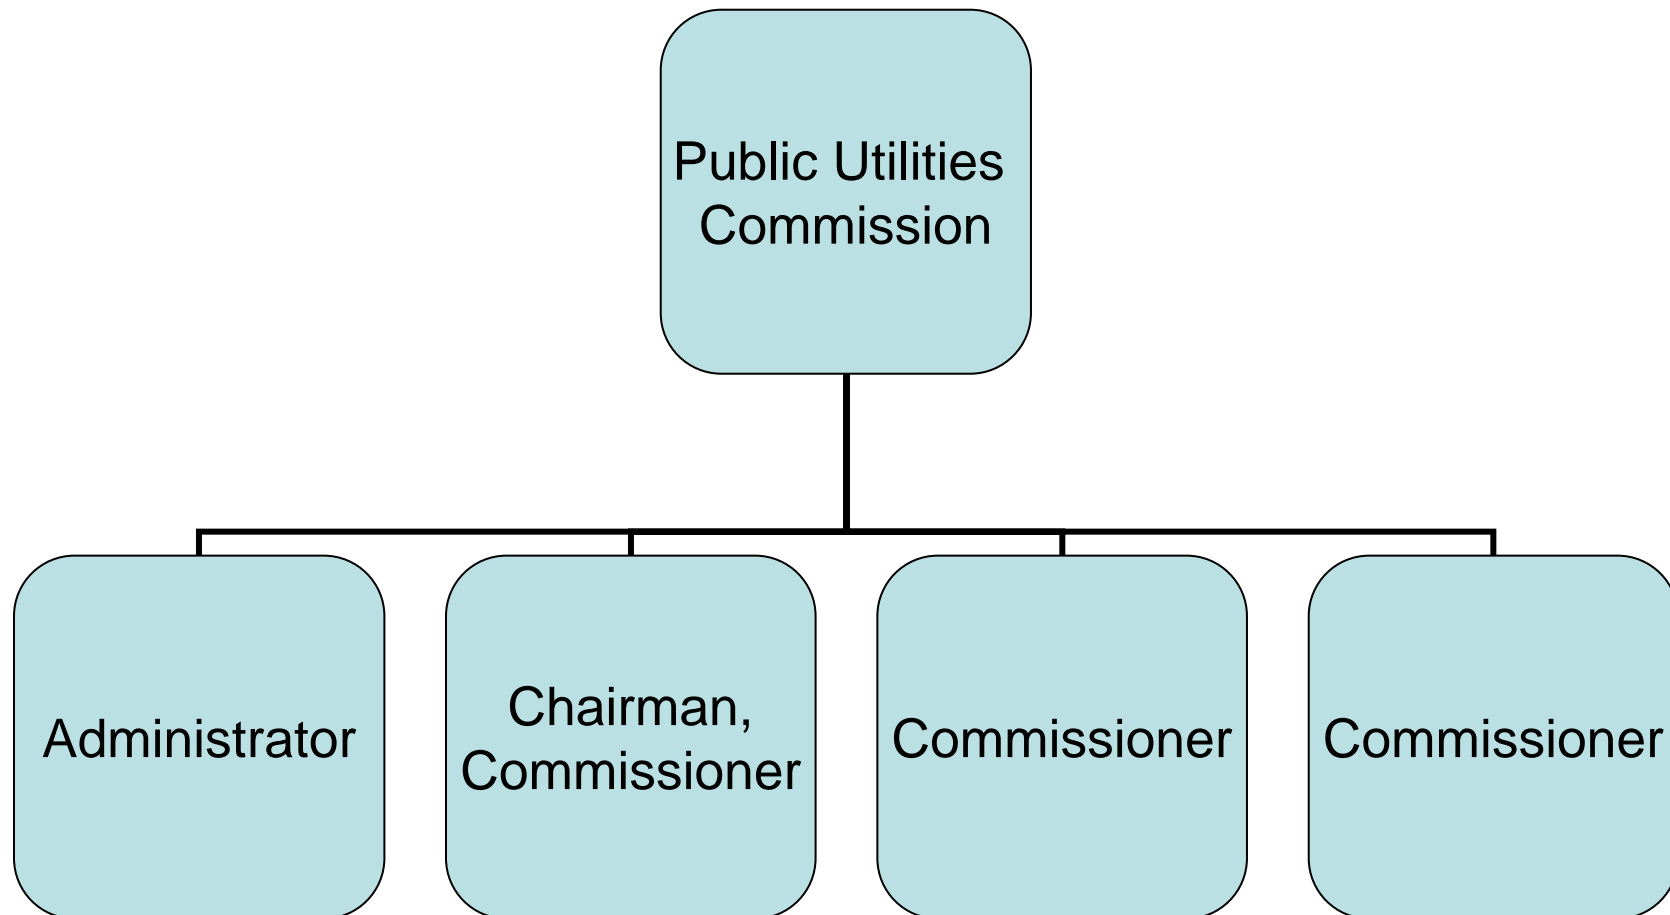 Public Utilities
Commission
Administrator
Chairman,
Commissioner
Commissioner
Commissioner